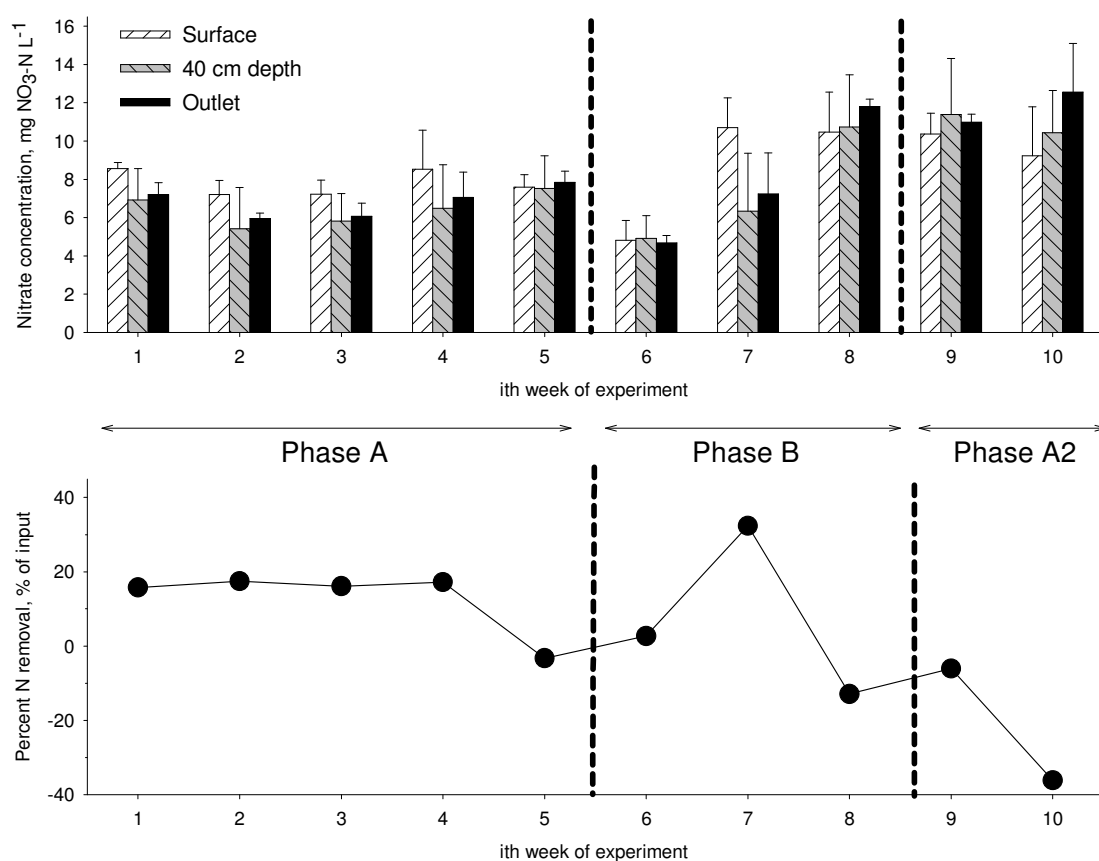 Nitrate concentration, mg NO3-N L-1
16
14
12
10
8
6
4
2
0
Surface
40 cm depth
Outlet
1 2 3 4 5 6 7 8 9 10
ith week of experiment
Phase A Phase B Phase A2
Percent N removal, % of input
40
20
0
-20
-40
1 2 3 4 5 6 7 8 9 10
ith week of experiment